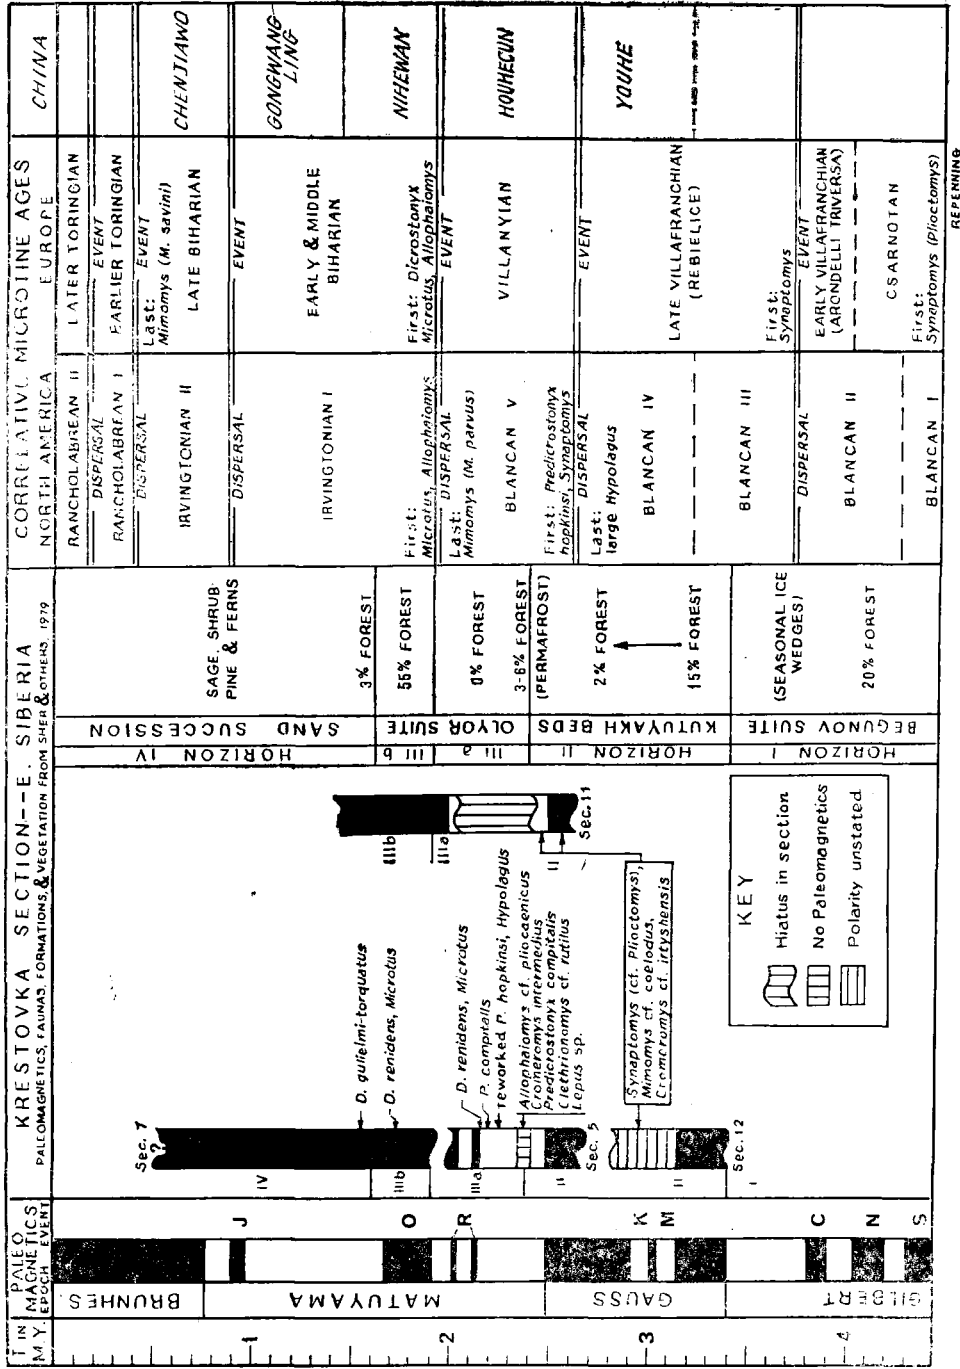 T IN
M.Y.
PALEO
MAGNETICS
EPOCH EVENT
KRESTOVKA SECTION--E. SIBERIA
PALEOMAGNETICS, FAUNAS, FORMATIONS, & VEGETATION FROM SHER & OTHERS, 1979
CORRELATIVE MICROTINE AGES
NORTH AMERICA
EUROPE
CHINA
1
2
3
4
BRUNHES
MATUYAMA
GAUSS
GILBERT
J
O
R
K
M
C
N
S
Sec. 7
?
IV
IIIb
IIIa
II
Sec. 5
II
I
Sec. 12
D. gulielmi-torquatus
D. renidens, Microtus
D. renidens, Microtus
P. compitalis
reworked P. hopkinsi, Hypolagus
Allophaiomys cf. pliocaenicus
Cromeromys intermedius
Predicrostonyx compitalis
Clethrionomys cf. rutilus
Lepus sp.
Synaptomys (cf. Plioctomys),
Mimomys cf. coelodus,
Cromeromys cf. irtyshensis
IIIb
IIIa
II
Sec. 11
KEY
Hiatus in section
No Paleomagnetics
Polarity unstated
HORIZON IV
III b
III a
HORIZON II
HORIZON I
SAND SUCCESSION
OLYOR SUITE
KUTUYAKH BEDS
BEGUNOV SUITE
SAGE, SHRUB
PINE & FERNS
3% FOREST
55% FOREST
0% FOREST
3-6% FOREST
(PERMAFROST)
2% FOREST
15% FOREST
(SEASONAL ICE
WEDGES)
20% FOREST
RANCHOLABREAN II
DISPERSAL
RANCHOLABREAN I
DISPERSAL
IRVINGTONIAN II
DISPERSAL
IRVINGTONIAN I
First:
Microtus, Allophaiomys
DISPERSAL
Last:
Mimomys (M. parvus)
BLANCAN V
First: Predicrostonyx
hopkinsi, Synaptomys
DISPERSAL
Last:
large Hypolagus
BLANCAN IV
BLANCAN III
DISPERSAL
BLANCAN II
BLANCAN I
LATER TORINGIAN
EVENT
EARLIER TORINGIAN
EVENT
Last:
Mimomys (M. savini)
LATE BIHARIAN
EVENT
EARLY & MIDDLE
BIHARIAN
First: Dicrostonyx
Microtus, Allophaiomys
EVENT
VILLANYIAN
EVENT
LATE VILLAFRANCHIAN
(REBIELICE)
First:
Synaptomys
EVENT
EARLY VILLAFRANCHIAN
(ARONDELLI TRIVERSA)
CSARNOTAN
First:
Synaptomys (Plioctomys)
CHENJIAWO
GONGWANG-
LING
NIHEWAN
HOUHECUN
YOUHE
REPENNING